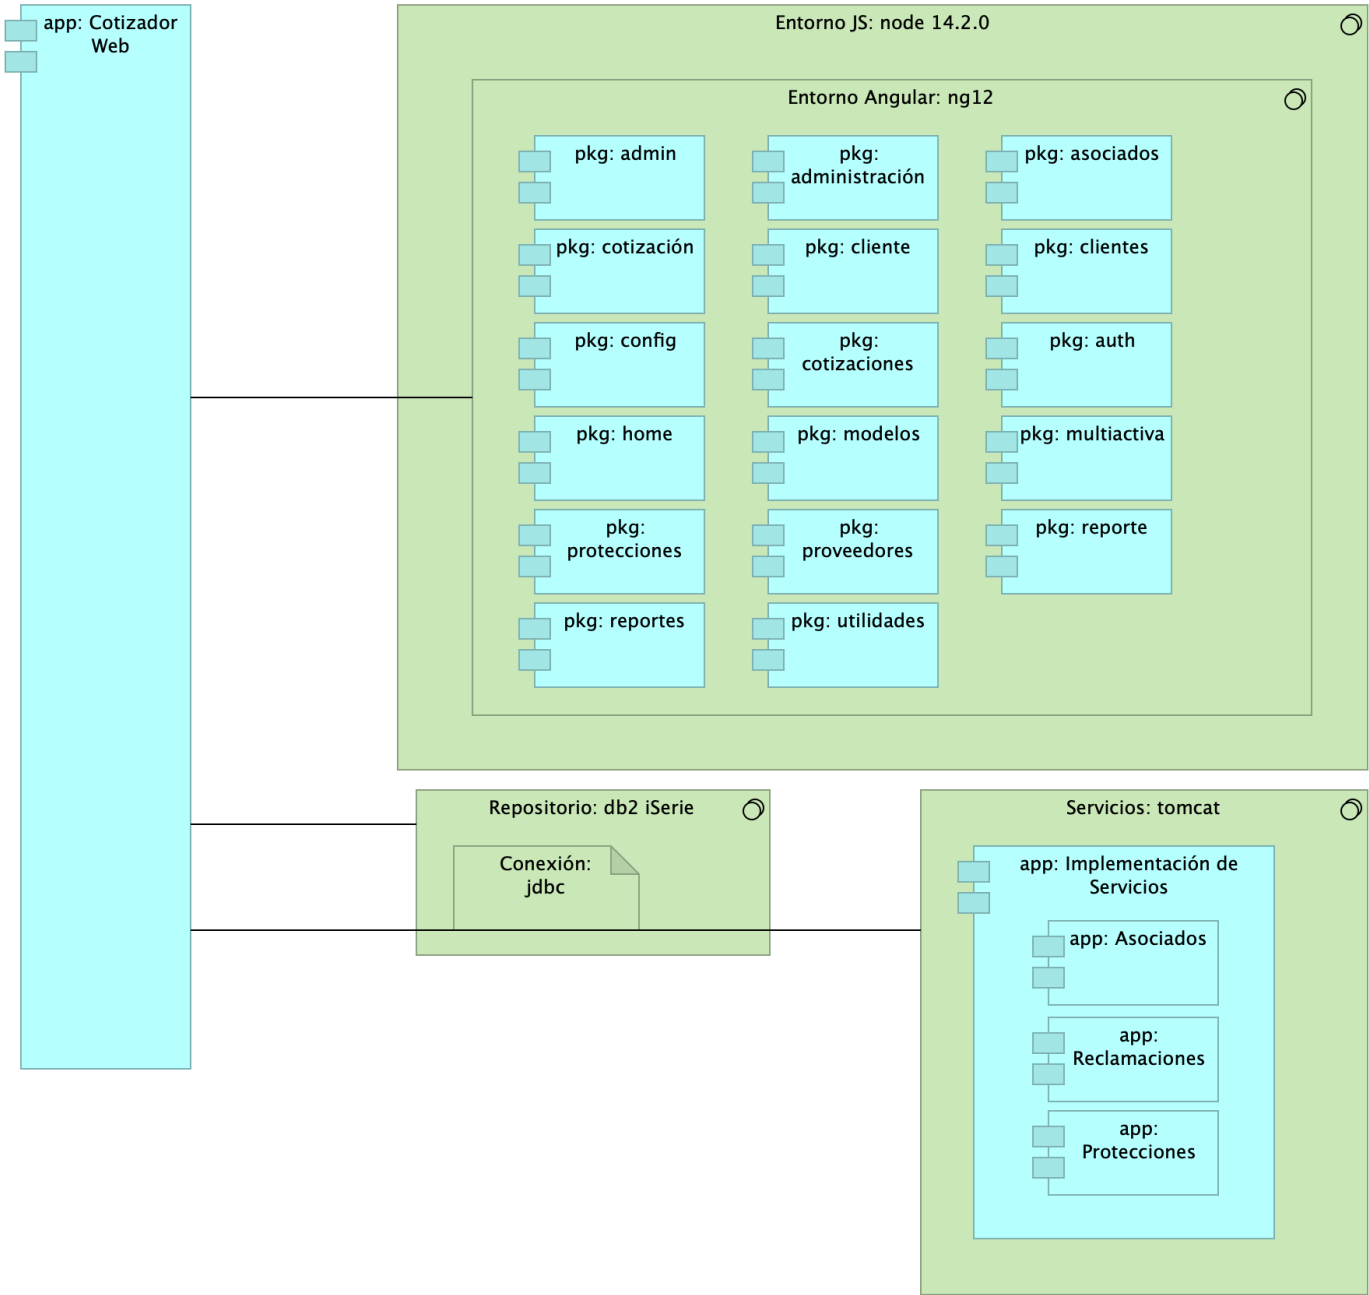 app: Cotizador
Web
Entorno JS: node 14.2.0
Entorno Angular: ng12
pkg: admin
pkg:
administración
pkg: asociados
pkg: cotización
pkg: cliente
pkg: clientes
pkg: config
pkg:
cotizaciones
pkg: auth
pkg: home
pkg: modelos
pkg: multiactiva
pkg:
protecciones
pkg:
proveedores
pkg: reporte
pkg: reportes
pkg: utilidades
Repositorio: db2 iSerie
Conexión:
jdbc
Servicios: tomcat
app: Implementación de
Servicios
app: Asociados
app:
Reclamaciones
app:
Protecciones